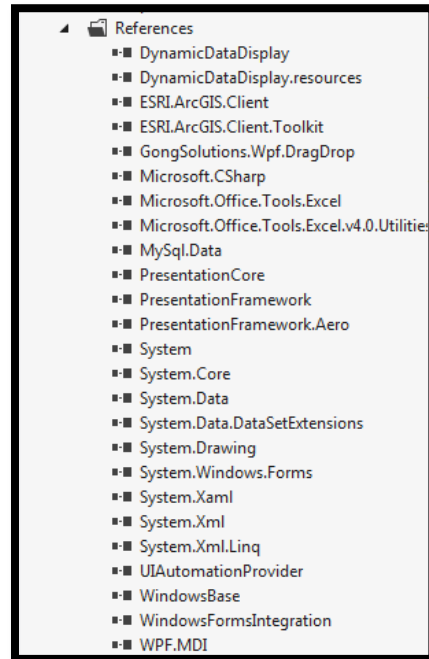 References
DynamicDataDisplay
DynamicDataDisplay.resources
ESRI.ArcGIS.Client
ESRI.ArcGIS.Client.Toolkit
GongSolutions.Wpf.DragDrop
Microsoft.CSharp
Microsoft.Office.Tools.Excel
Microsoft.Office.Tools.Excel.v4.0.Utilities
MySql.Data
PresentationCore
PresentationFramework
PresentationFramework.Aero
System
System.Core
System.Data
System.Data.DataSetExtensions
System.Drawing
System.Windows.Forms
System.Xaml
System.Xml
System.Xml.Linq
UIAutomationProvider
WindowsBase
WindowsFormsIntegration
WPF.MDI